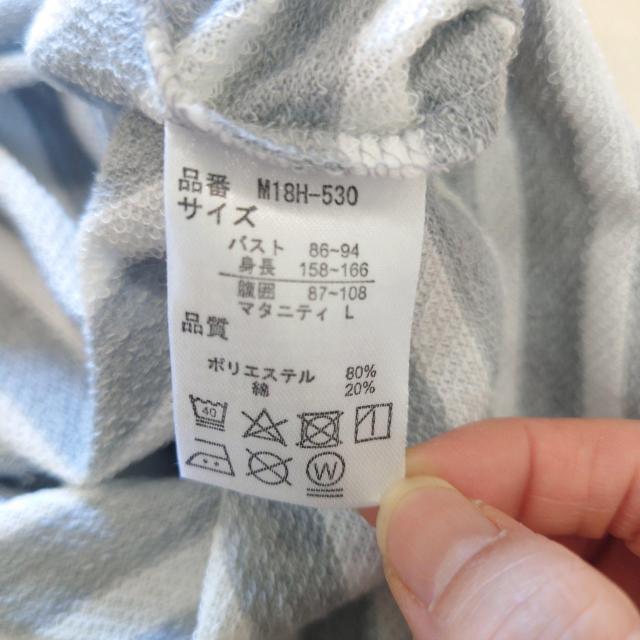 品番 M18H-530
サイズ
バスト 86-94
身長 158-166
腹囲 87-108
マタニティ L
品質
ポリエステル 80%
綿 20%
40
W